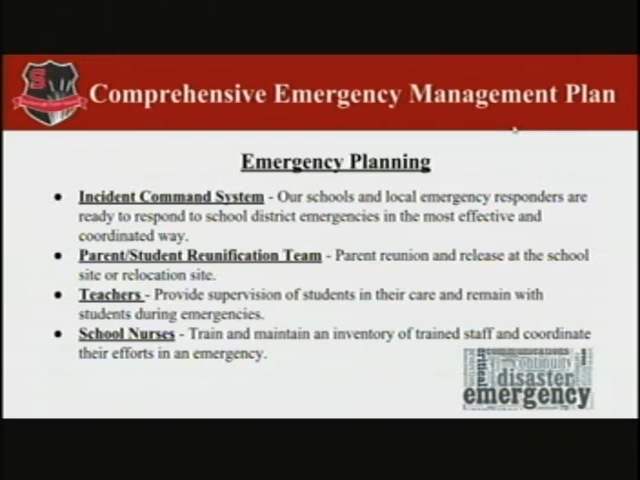 S
Comprehensive Emergency Management Plan
Emergency Planning
● Incident Command System - Our schools and local emergency responders are
ready to respond to school district emergencies in the most effective and
coordinated way.
● Parent/Student Reunification Team - Parent reunion and release at the school
site or relocation site.
● Teachers - Provide supervision of students in their care and remain with
students during emergencies.
● School Nurses - Train and maintain an inventory of trained staff and coordinate
their efforts in an emergency.
communications
critical
continuity
disaster
emergency